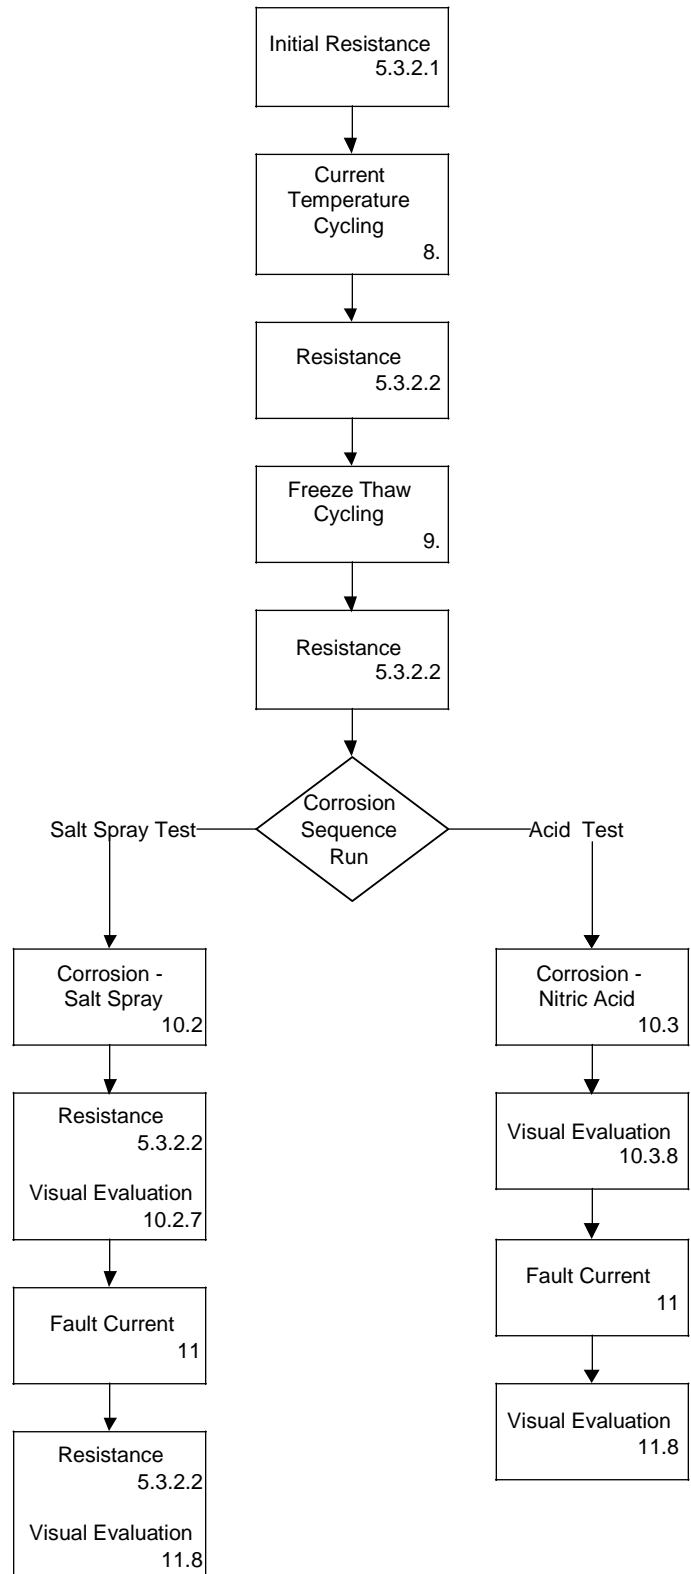 Initial Resistance
5.3.2.1
Current
Temperature
Cycling
8.
Resistance
5.3.2.2
Freeze Thaw
Cycling
9.
Resistance
5.3.2.2
Corrosion
Sequence
Run
Salt Spray Test
Acid Test
Corrosion -
Salt Spray
10.2
Resistance
5.3.2.2
Visual Evaluation
10.2.7
Fault Current
11
Resistance
5.3.2.2
Visual Evaluation
11.8
Corrosion -
Nitric Acid
10.3
Visual Evaluation
10.3.8
Fault Current
11
Visual Evaluation
11.8